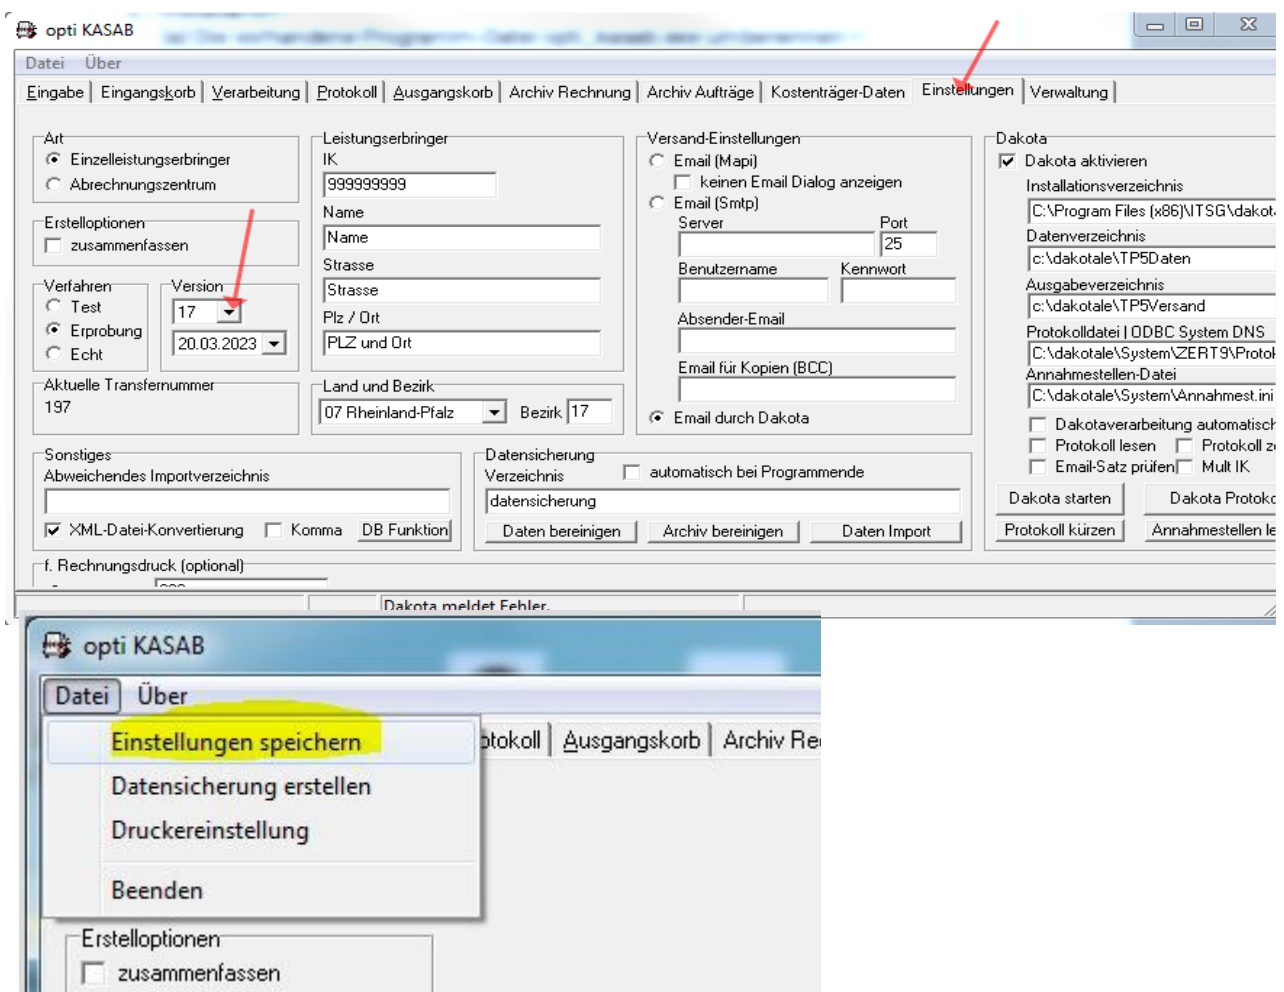 opti KASAB
Datei Über
Eingabe Eingangskorb Verarbeitung Protokoll Ausgangskorb Archiv Rechnung Archiv Aufträge Kostenträger-Daten Einstellungen Verwaltung
Art
Einzelleistungserbringer
Abrechnungszentrum
Erstelloptionen
zusammenfassen
Verfahren
Test
Erprobung
Echt
Version
17
20.03.2023
Aktuelle Transfernummer
197
Leistungserbringer
IK
999999999
Name
Name
Strasse
Strasse
Plz / Ort
PLZ und Ort
Land und Bezirk
07 Rheinland-Pfalz Bezirk 17
Versand-Einstellungen
Email (Mapi)
keinen Email Dialog anzeigen
Email (Smtp)
Server Port
25
Benutzername Kennwort
Absender-Email
Email für Kopien (BCC)
Email durch Dakota
Dakota
Dakota aktivieren
Installationsverzeichnis
C:\Program Files (x86)\ITSG\dakot
Datenverzeichnis
c:\dakotale\TP5Daten
Ausgabeverzeichnis
c:\dakotale\TP5Versand
Protokolldatei | ODBC System DNS
C:\dakotale\System\ZERT9\Protok
Annahmestellen-Datei
C:\dakotale\System\Annahmest.ini
Dakotaverarbeitung automatisch
Protokoll lesen Protokoll z
Email-Satz prüfen Mult IK
Dakota starten Dakota Protoko
Protokoll kürzen Annahmestellen le
Sonstiges
Abweichendes Importverzeichnis
XML-Datei-Konvertierung Komma DB Funktion
Datensicherung
Verzeichnis automatisch bei Programmende
datensicherung
Daten bereinigen Archiv bereinigen Daten Import
f. Rechnungsdruck (optional)
Dakota meldet Fehler.
opti KASAB
Datei Über
otokoll Ausgangskorb Archiv Re
Einstellungen speichern
Datensicherung erstellen
Druckereinstellung
Beenden
Erstelloptionen
zusammenfassen